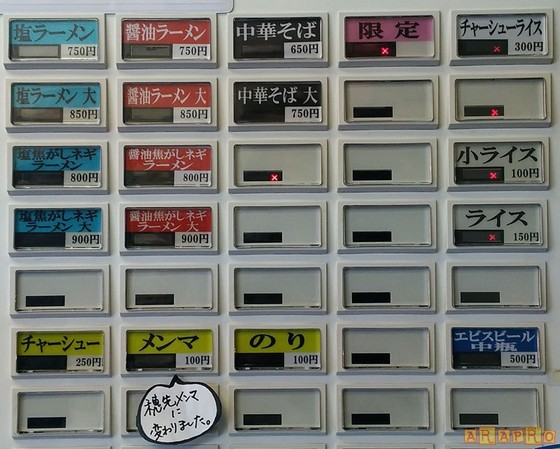 塩ラーメン
750円
醤油ラーメン
750円
中華そば
650円
限定
チャーシューライス
300円
塩ラーメン 大
850円
醤油ラーメン 大
850円
中華そば 大
750円
塩焦がしネギ
ラーメン
800円
醤油焦がしネギ
ラーメン
800円
小ライス
100円
塩焦がしネギ
ラーメン 大
900円
醤油焦がしネギ
ラーメン 大
900円
ライス
150円
チャーシュー
250円
メンマ
100円
のり
100円
エビスビール
中瓶
500円
穂先メンマ
に
変わりました。
ARAPRO